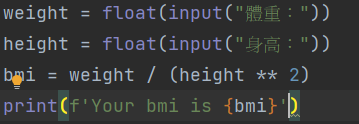 weight = float(input("體重："))
height = float(input("身高："))
bmi = weight / (height ** 2)
print(f'Your bmi is {bmi}')